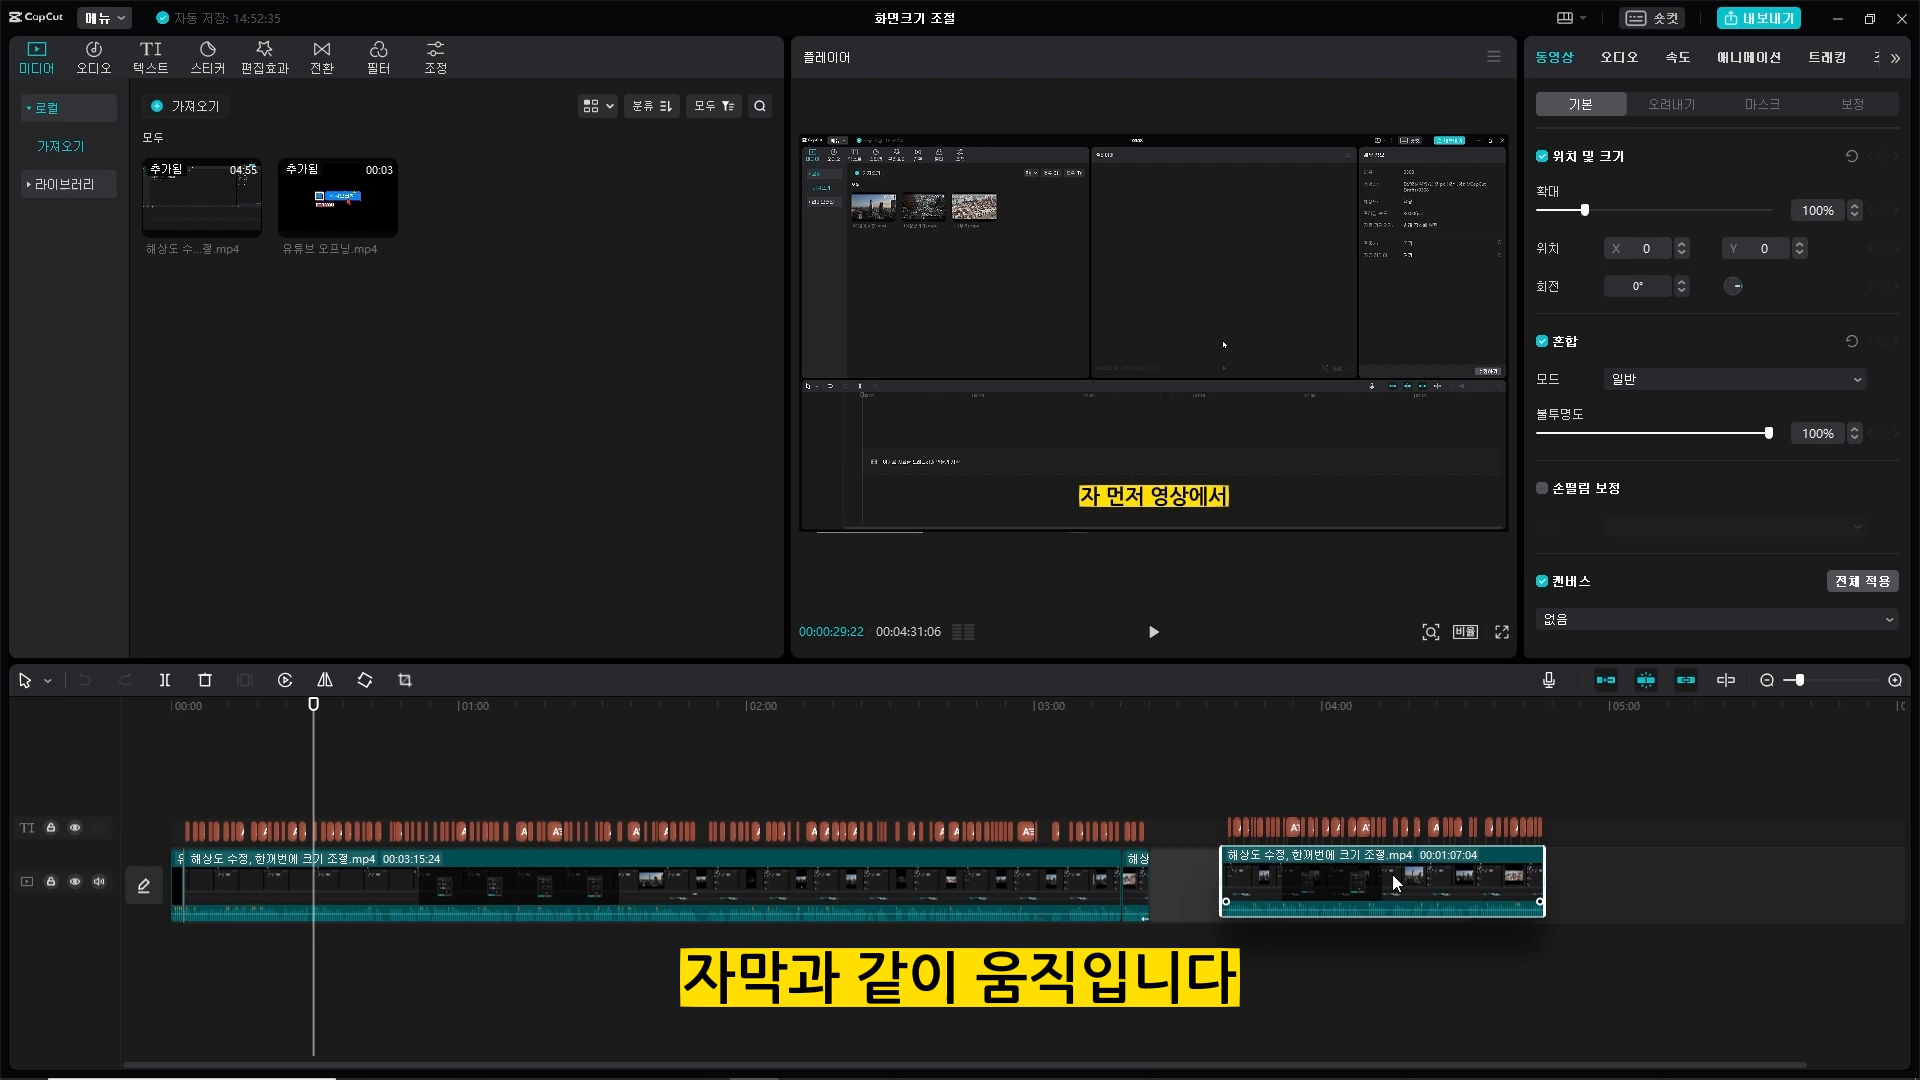 CapCut
메뉴
자동 저장: 14:52:35
화면크기 조절
숏컷
내보내기
미디어
오디오
텍스트
스티커
편집효과
전환
필터
조정
로컬
가져오기
라이브러리
가져오기
분류
모두
모두
추가됨 04:55
해상도 수...절.mp4
추가됨 00:03
유튜브 오프닝.mp4
플레이어
자 먼저 영상에서
00:00:29:22 00:04:31:06
비율
동영상
오디오
속도
애니메이션
트래킹
기본
오려내기
마스크
보정
위치 및 크기
확대
100%
위치
X 0
Y 0
회전
0°
혼합
모드
일반
불투명도
100%
손떨림 보정
캔버스
전체 적용
없음
00:00
01:00
02:00
03:00
04:00
05:00
해상도 수정, 한꺼번에 크기 조절.mp4 00:03:15:24
해상
해상도 수정, 한꺼번에 크기 조절.mp4 00:01:07:04
자막과 같이 움직입니다